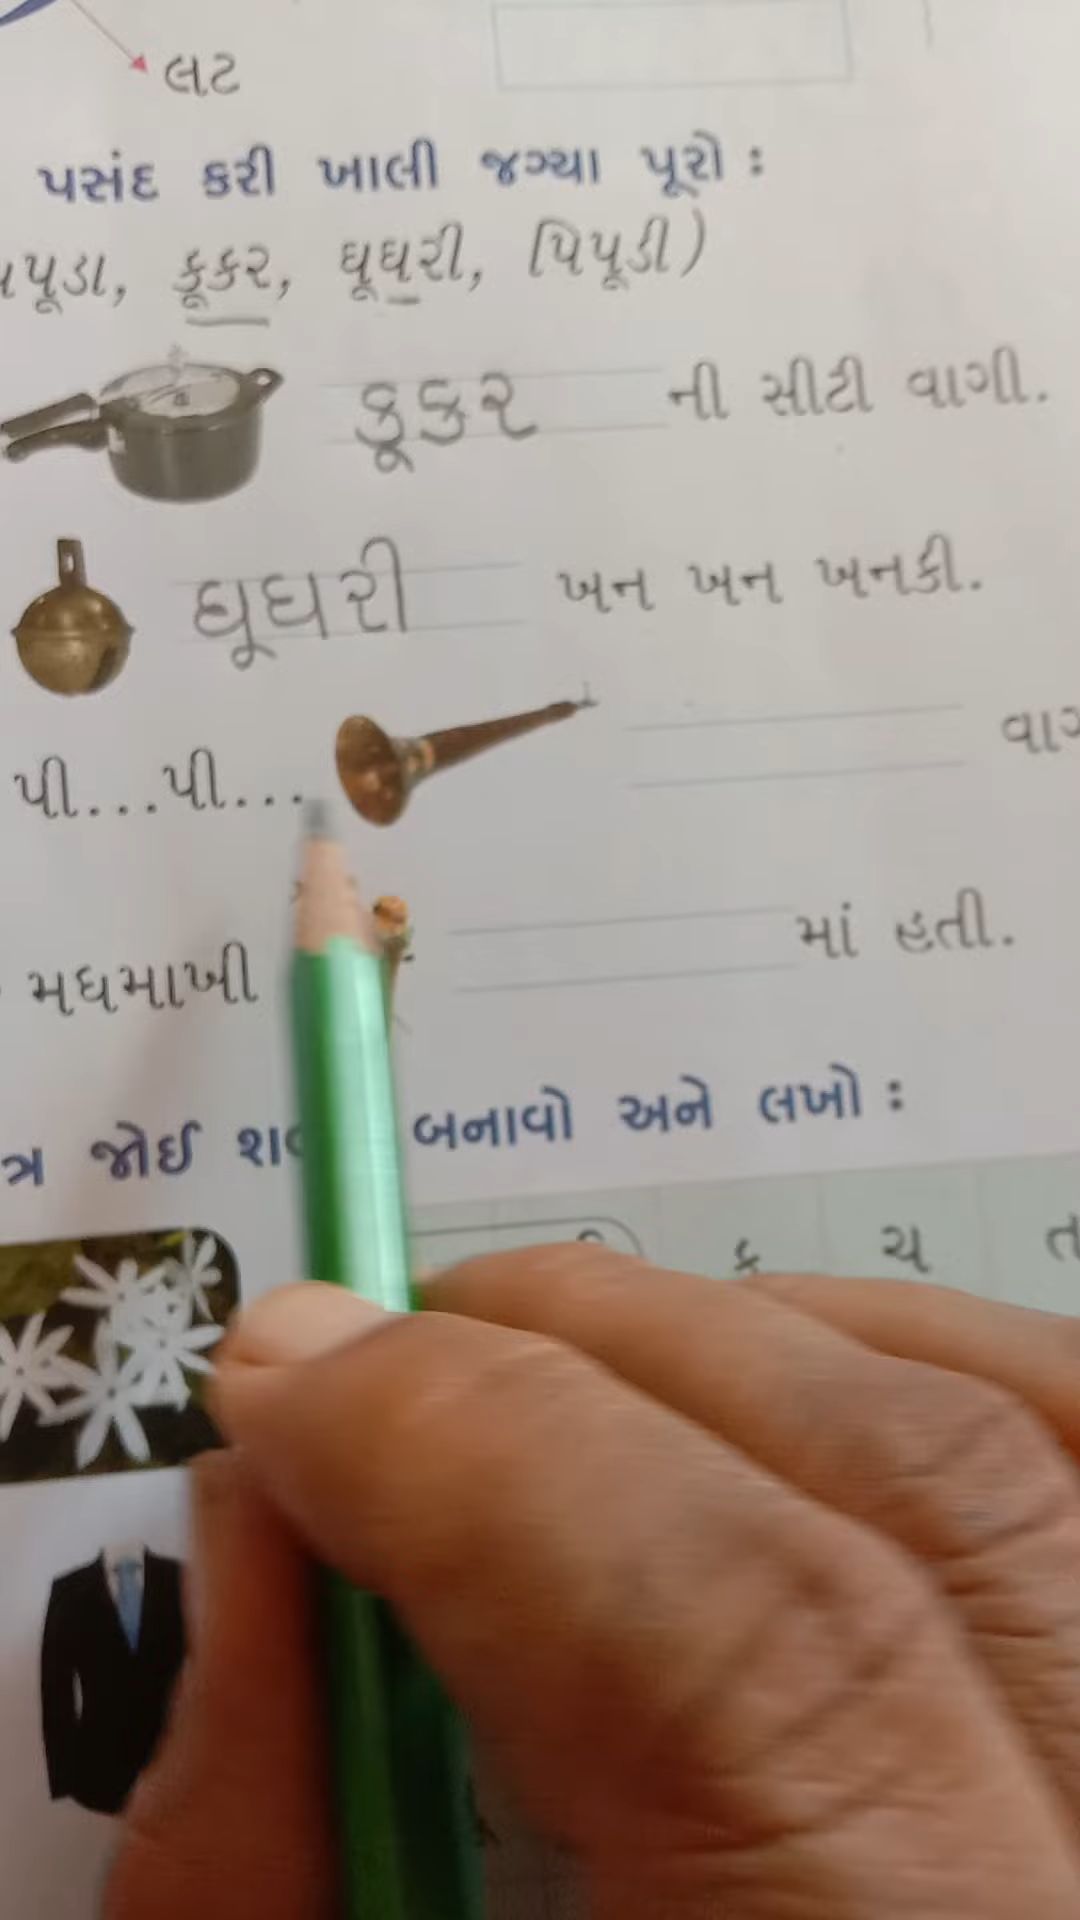 લટ
પસંદ કરી ખાલી જગ્યા પૂરો :
કૂકર, ઘૂઘરી, પિપૂડી)
કૂકર ની સીટી વાગી.
ઘૂઘરી ખન ખન ખનકી.
પી...પી...
મધમાખી માં હતી.
જોઈ બનાવો અને લખો :
ક ચ ત